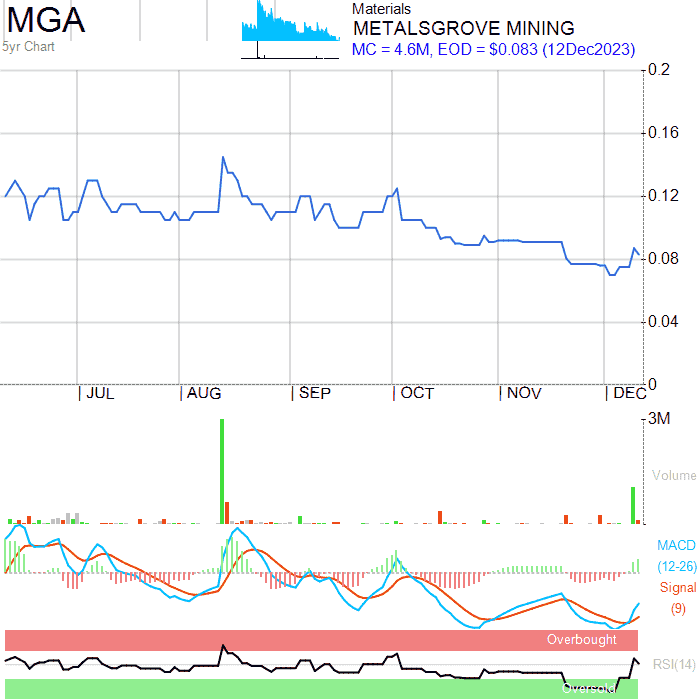 MGA
5yr Chart
Materials
METALSGROVE MINING
MC = 4.6M, EOD = $0.083 (12Dec2023)
0.2
0.16
0.12
0.08
0.04
0
JUL
AUG
SEP
OCT
NOV
DEC
3M
Volume
MACD
(12-26)
Signal
(9)
Overbought
RSI(14)
Oversold